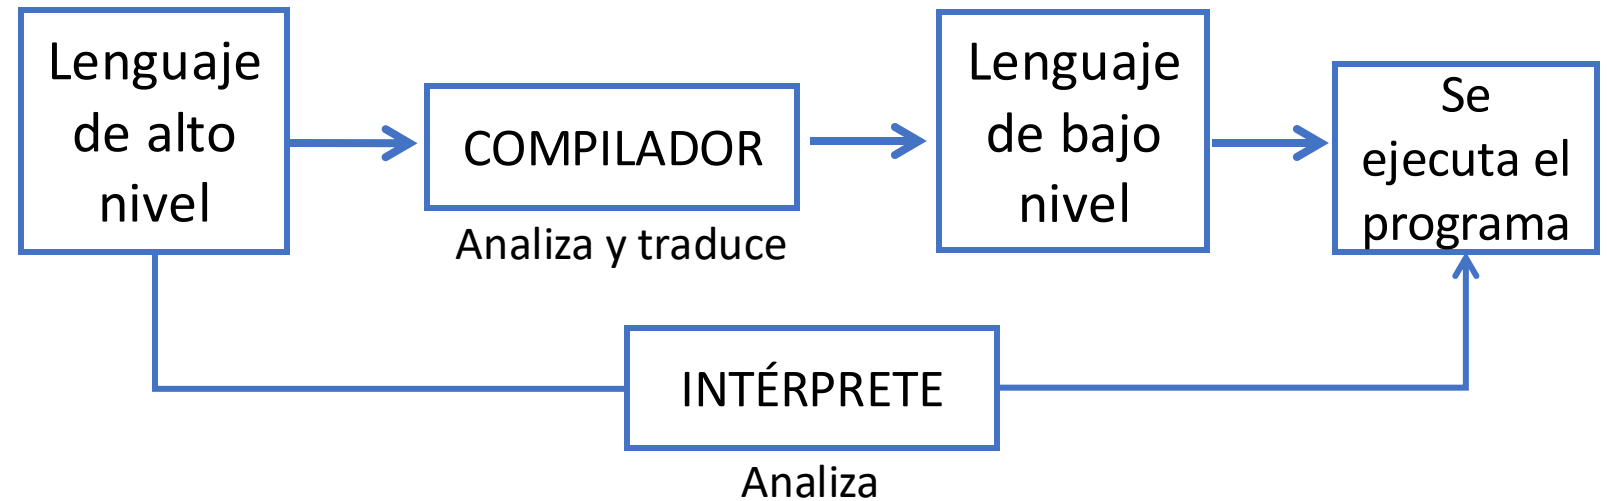 Lenguaje
de alto
nivel
COMPILADOR
Analiza y traduce
Lenguaje
de bajo
nivel
Se
ejecuta el
programa
INTÉRPRETE
Analiza